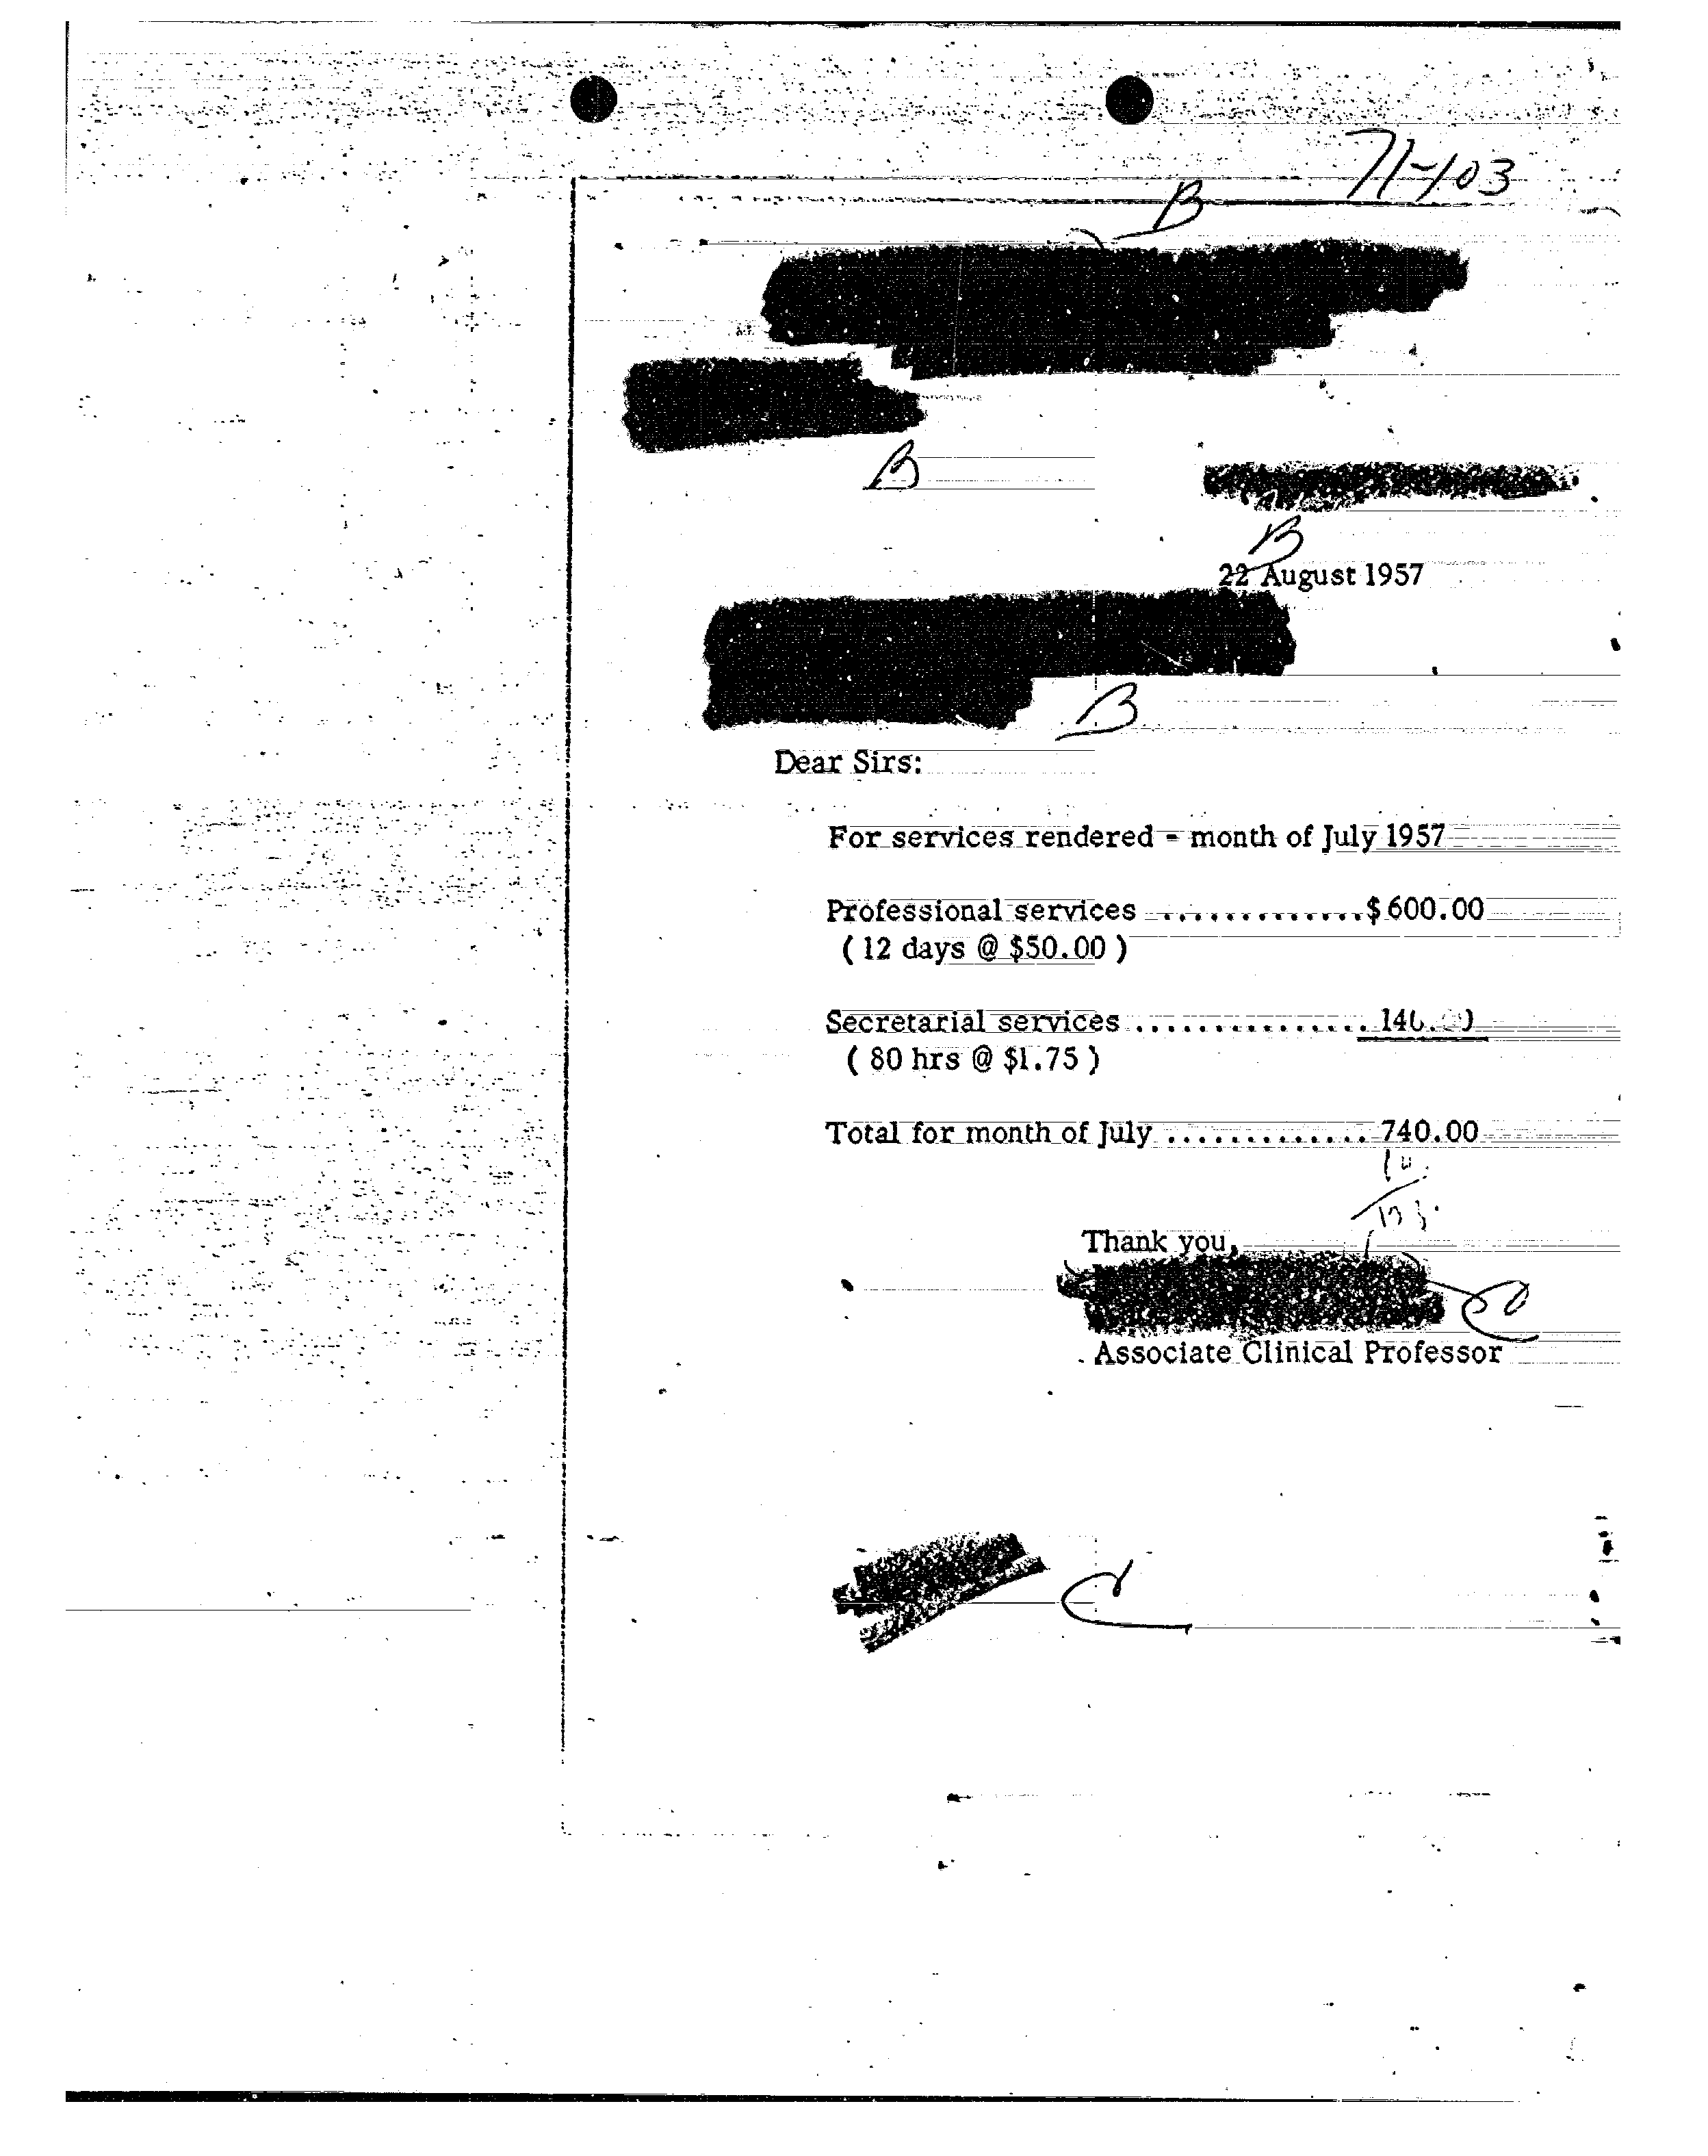 71-103
B
B
B
22 August 1957
B
Dear Sirs:
For services rendered - month of July 1957
Professional services .............$600.00
( 12 days @ $50.00 )
Secretarial services ...............
( 80 hrs @ $1.75 )
Total for month of July .............740.00
Thank you,
C
Associate Clinical Professor
C